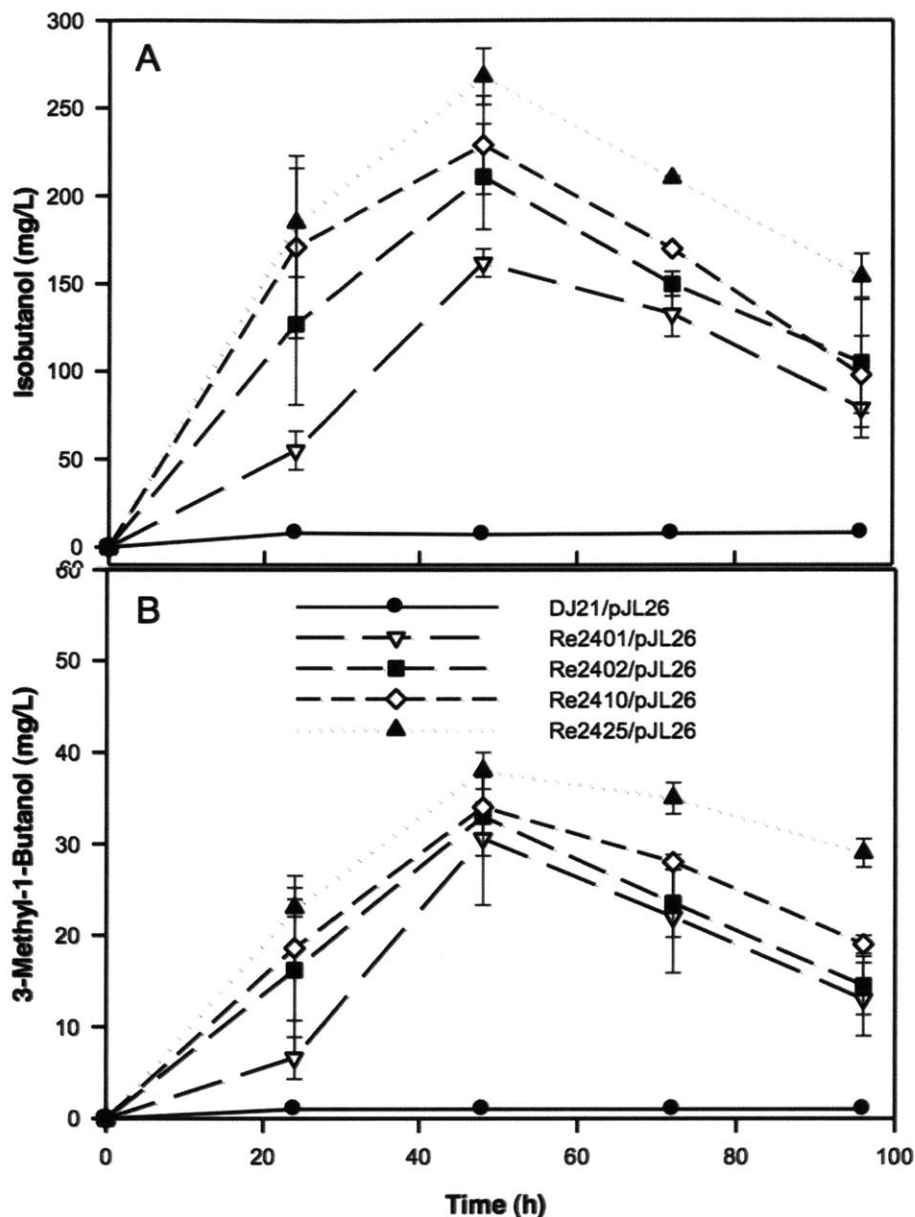 A
300
250
200
150
100
50
0
Isobutanol (mg/L)
B
60
50
40
30
20
10
0
3-Methyl-1-Butanol (mg/L)
DJ21/pJL26
Re2401/pJL26
Re2402/pJL26
Re2410/pJL26
Re2425/pJL26
0 20 40 60 80 100
Time (h)